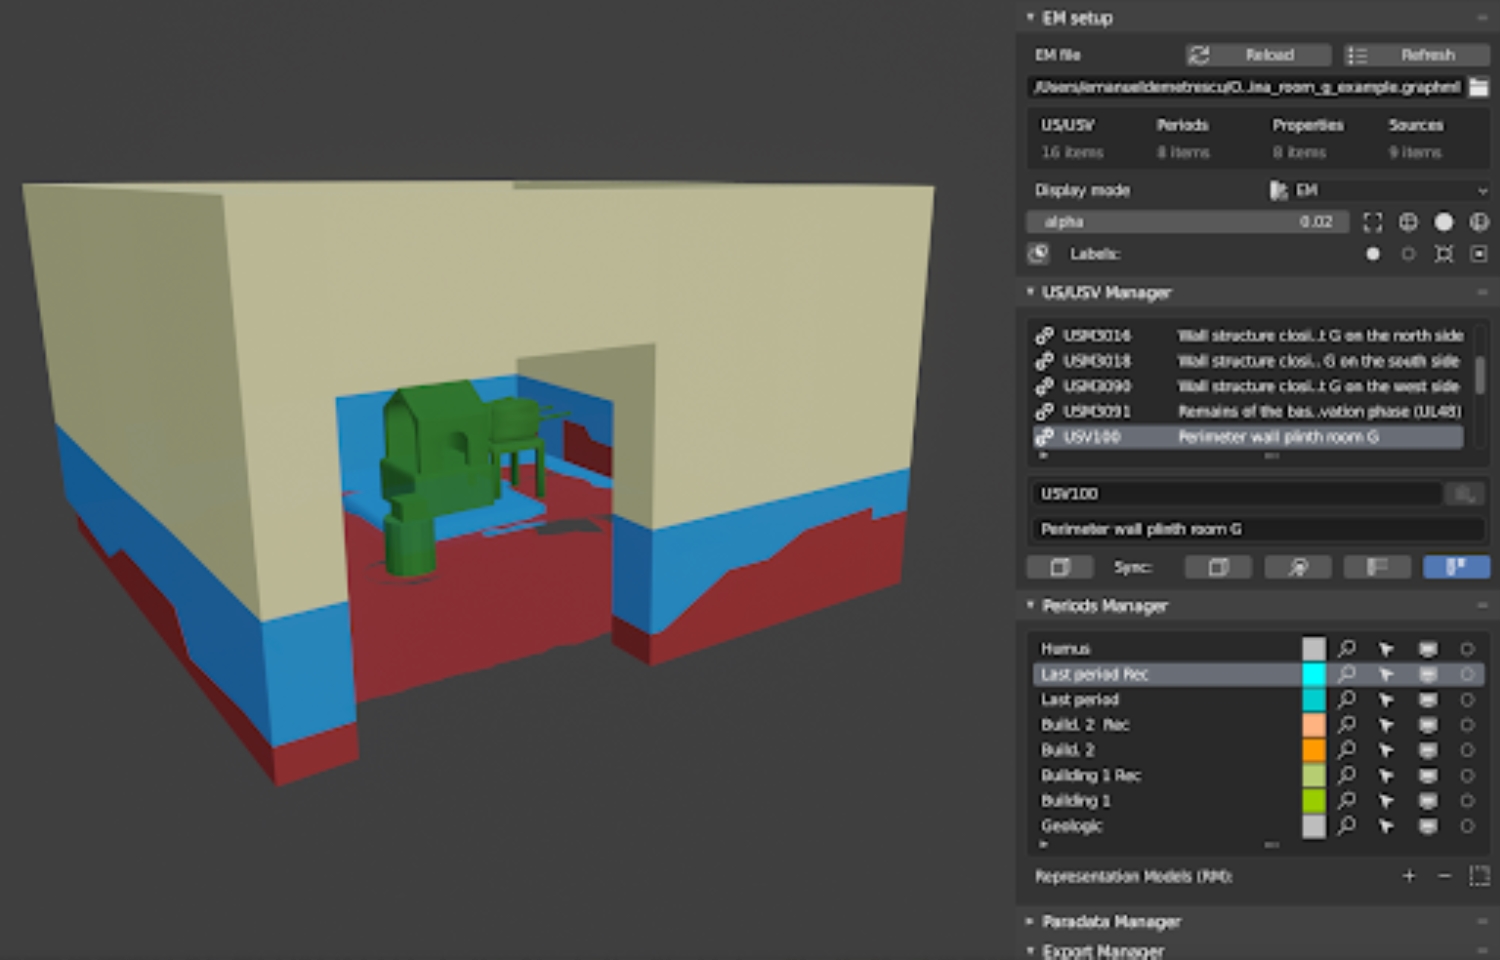 EM setup
EM file Reload Refresh
/Users/emanueldemetrescu/O..ina_room_g_example.graphml
US/USV Periods Properties Sources
16 items 8 items 8 items 9 items
Display mode EM
alpha 0.02
Labels:
US/USV Manager
USM3016 Wall structure closi..t G on the north side
USM3018 Wall structure closi.. G on the south side
USM3090 Wall structure closi..t G on the west side
USM3091 Remains of the bas..vation phase (UL48)
USV100 Perimeter wall plinth room G
USV100
Perimeter wall plinth room G
Sync:
Periods Manager
Humus
Last period Rec
Last period
Build. 2 Rec
Build. 2
Building 1 Rec
Building 1
Geologic
Representation Models (RM):
Paradata Manager
Export Manager